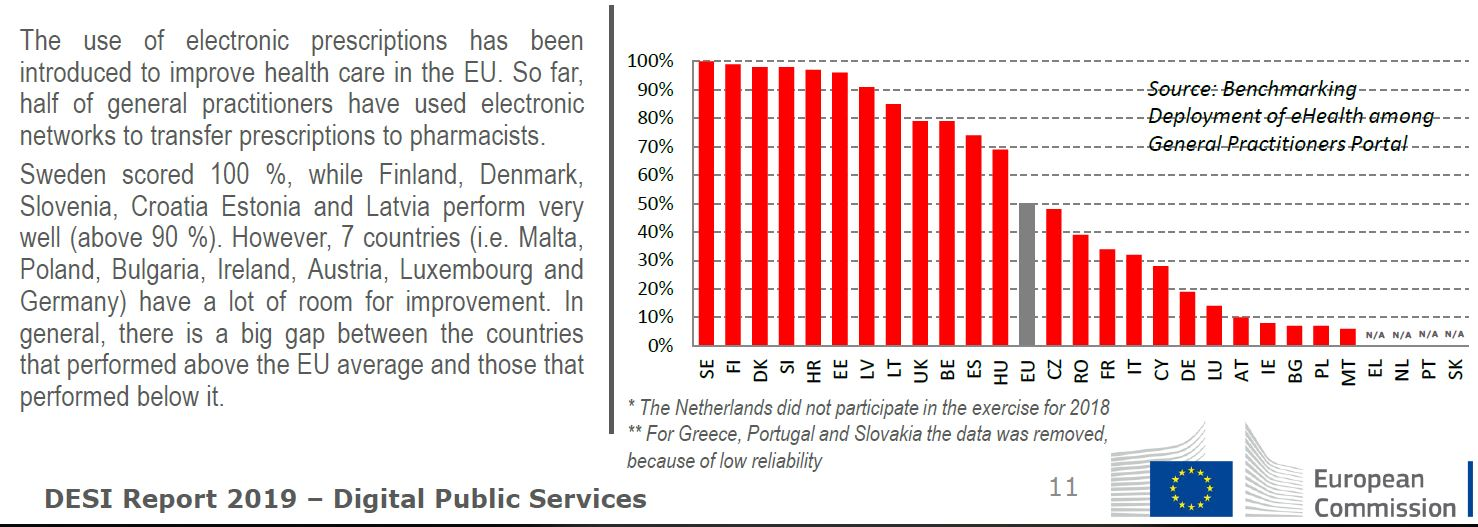 The use of electronic prescriptions has been
introduced to improve health care in the EU. So far,
half of general practitioners have used electronic
networks to transfer prescriptions to pharmacists.
Sweden scored 100 %, while Finland, Denmark,
Slovenia, Croatia Estonia and Latvia perform very
well (above 90 %). However, 7 countries (i.e. Malta,
Poland, Bulgaria, Ireland, Austria, Luxembourg and
Germany) have a lot of room for improvement. In
general, there is a big gap between the countries
that performed above the EU average and those that
performed below it.
100%
90%
80%
70%
60%
50%
40%
30%
20%
10%
0%
Source: Benchmarking
Deployment of eHealth among
General Practitioners Portal
N/A N/A N/A N/A
SE FI DK SI HR EE LV LT UK BE ES HU EU CZ RO FR IT CY DE LU AT IE BG PL MT EL NL PT SK
* The Netherlands did not participate in the exercise for 2018
** For Greece, Portugal and Slovakia the data was removed,
because of low reliability
DESI Report 2019 – Digital Public Services
11
European
Commission